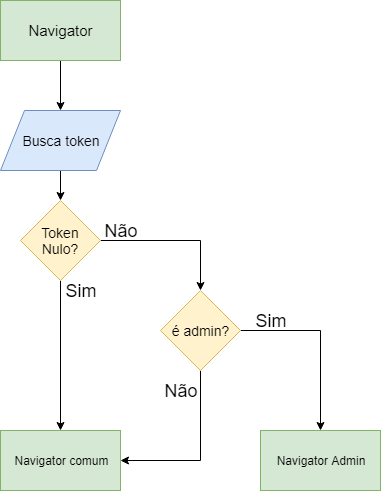 Navigator
Busca token
Token
Nulo?
Não
Sim
é admin?
Sim
Não
Navigator comum
Navigator Admin